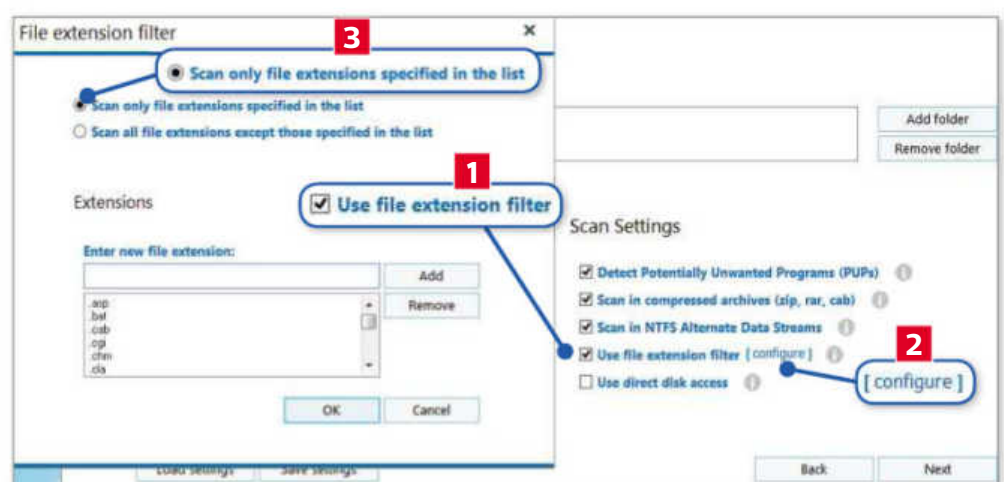 File extension filter
3
Scan only file extensions specified in the list
Scan only file extensions specified in the list
Scan all file extensions except those specified in the list
Add folder
Remove folder
1
Use file extension filter
Extensions
Enter new file extension:
Add
Remove
.asp
.bat
.cab
.cgi
.chm
.cla
OK
Cancel
Load settings
Save settings
Scan Settings
Detect Potentially Unwanted Programs (PUPs)
Scan in compressed archives (zip, rar, cab)
Scan in NTFS Alternate Data Streams
Use file extension filter [ configure ]
2
[ configure ]
Use direct disk access
Back
Next